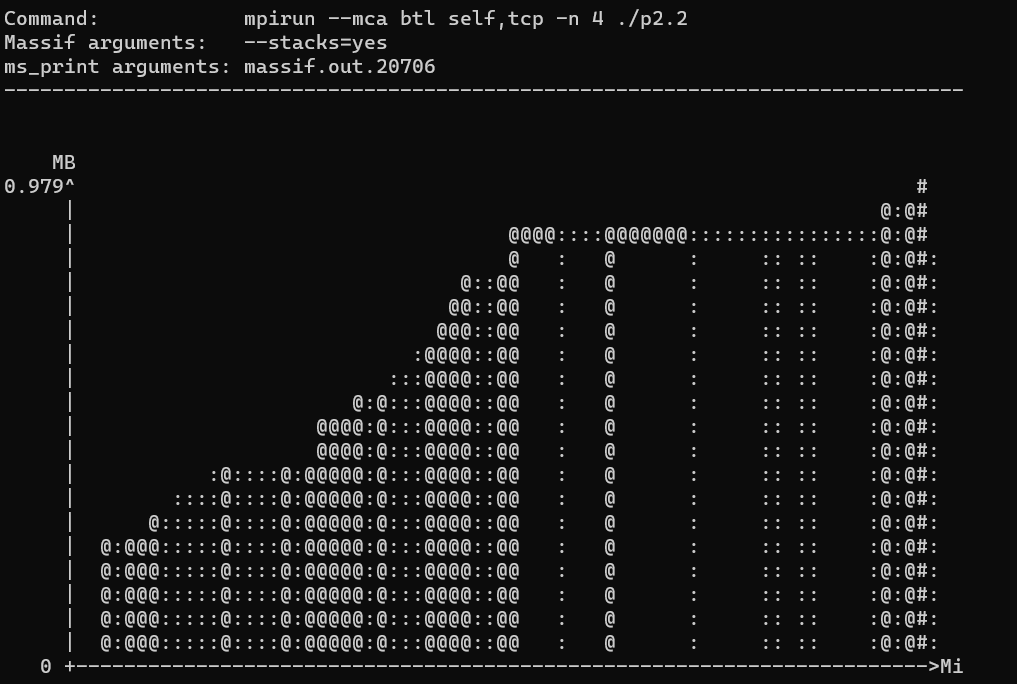 Command:            mpirun --mca btl self,tcp -n 4 ./p2.2
Massif arguments:   --stacks=yes
ms_print arguments: massif.out.20706
--------------------------------------------------------------------------------
    MB
0.979^                                                                      #
     |                                                                   @:@#
     |                                    @@@@::::@@@@@@@::::::::::::::::@:@#
     |                                    @   :   @      :     :: ::    :@:@#:
     |                                @::@@   :   @      :     :: ::    :@:@#:
     |                               @@::@@   :   @      :     :: ::    :@:@#:
     |                              @@@::@@   :   @      :     :: ::    :@:@#:
     |                            :@@@@::@@   :   @      :     :: ::    :@:@#:
     |                          :::@@@@::@@   :   @      :     :: ::    :@:@#:
     |                       @:@:::@@@@::@@   :   @      :     :: ::    :@:@#:
     |                    @@@@:@:::@@@@::@@   :   @      :     :: ::    :@:@#:
     |                    @@@@:@:::@@@@::@@   :   @      :     :: ::    :@:@#:
     |           :@::::@:@@@@@:@:::@@@@::@@   :   @      :     :: ::    :@:@#:
     |        ::::@::::@:@@@@@:@:::@@@@::@@   :   @      :     :: ::    :@:@#:
     |      @:::::@::::@:@@@@@:@:::@@@@::@@   :   @      :     :: ::    :@:@#:
     |  @:@@@:::::@::::@:@@@@@:@:::@@@@::@@   :   @      :     :: ::    :@:@#:
     |  @:@@@:::::@::::@:@@@@@:@:::@@@@::@@   :   @      :     :: ::    :@:@#:
     |  @:@@@:::::@::::@:@@@@@:@:::@@@@::@@   :   @      :     :: ::    :@:@#:
     |  @:@@@:::::@::::@:@@@@@:@:::@@@@::@@   :   @      :     :: ::    :@:@#:
     |  @:@@@:::::@::::@:@@@@@:@:::@@@@::@@   :   @      :     :: ::    :@:@#:
   0 +----------------------------------------------------------------------->Mi